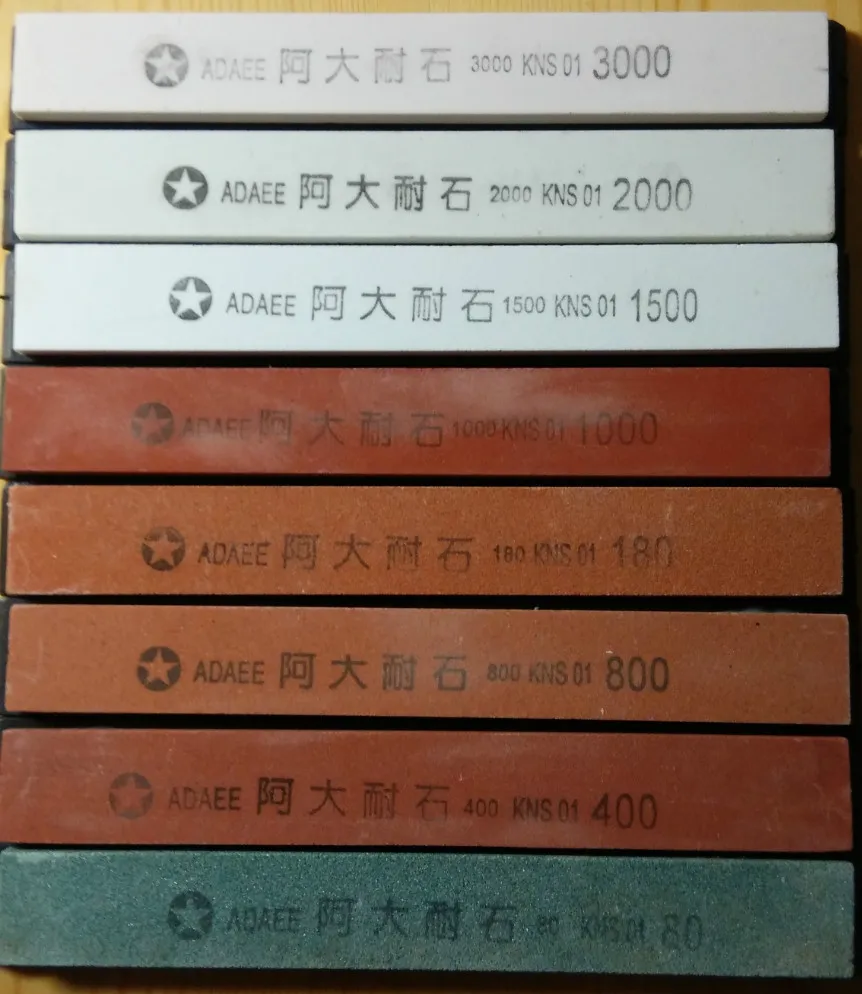 ADAEE 阿大耐石 3000 KNS 01 3000
ADAEE 阿大耐石 2000 KNS 01 2000
ADAEE 阿大耐石 1500 KNS 01 1500
ADAEE 阿大耐石 1000 KNS 01 1000
ADAEE 阿大耐石 180 KNS 01 180
ADAEE 阿大耐石 800 KNS 01 800
ADAEE 阿大耐石 400 KNS 01 400
ADAEE 阿大耐石 80 KNS 01 80